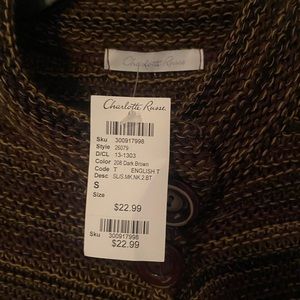 Charlotte Russe
Charlotte Russe
Sku 300917998
Style 26079
D/CL 13-1303
Color 208 Dark Brown
Code T ENGLISH T
Desc SL/S.MK.NK.2.BT
S
Size
$22.99
Sku 300917998
$22.99